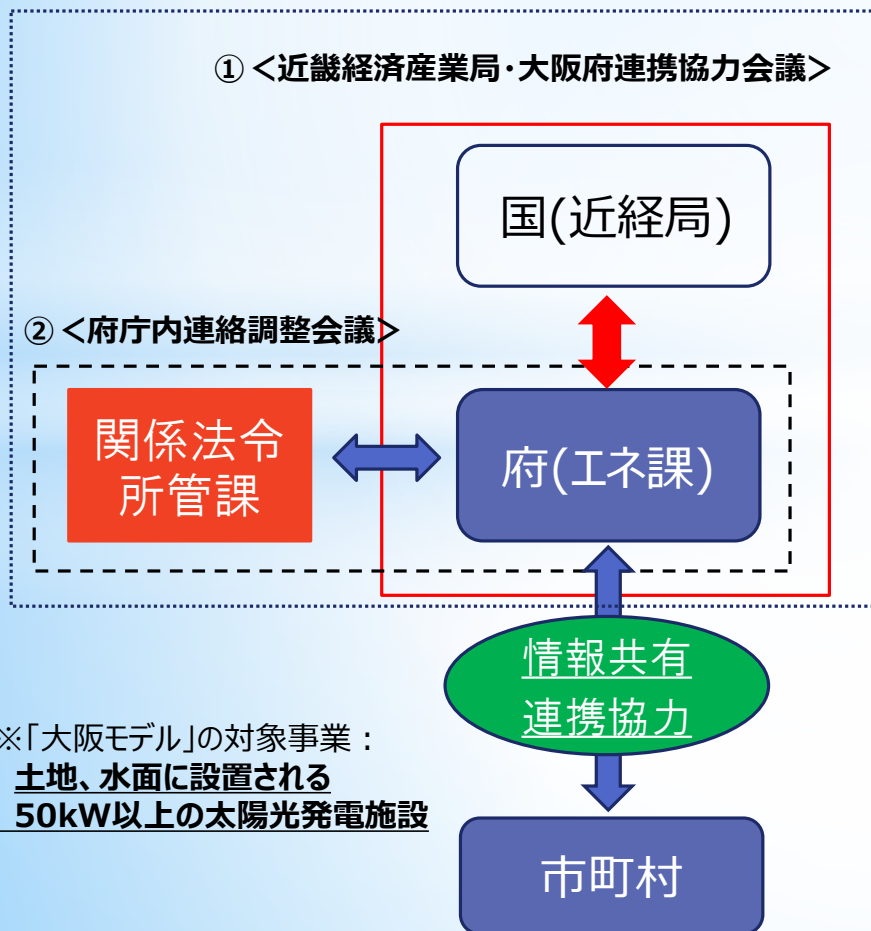 ① <近畿経済産業局・大阪府連携協力会議>
国(近経局)
② <府庁内連絡調整会議>
関係法令
所管課
府(エネ課)
情報共有
連携協力
※「大阪モデル」の対象事業：
土地、水面に設置される
50kW以上の太陽光発電施設
市町村